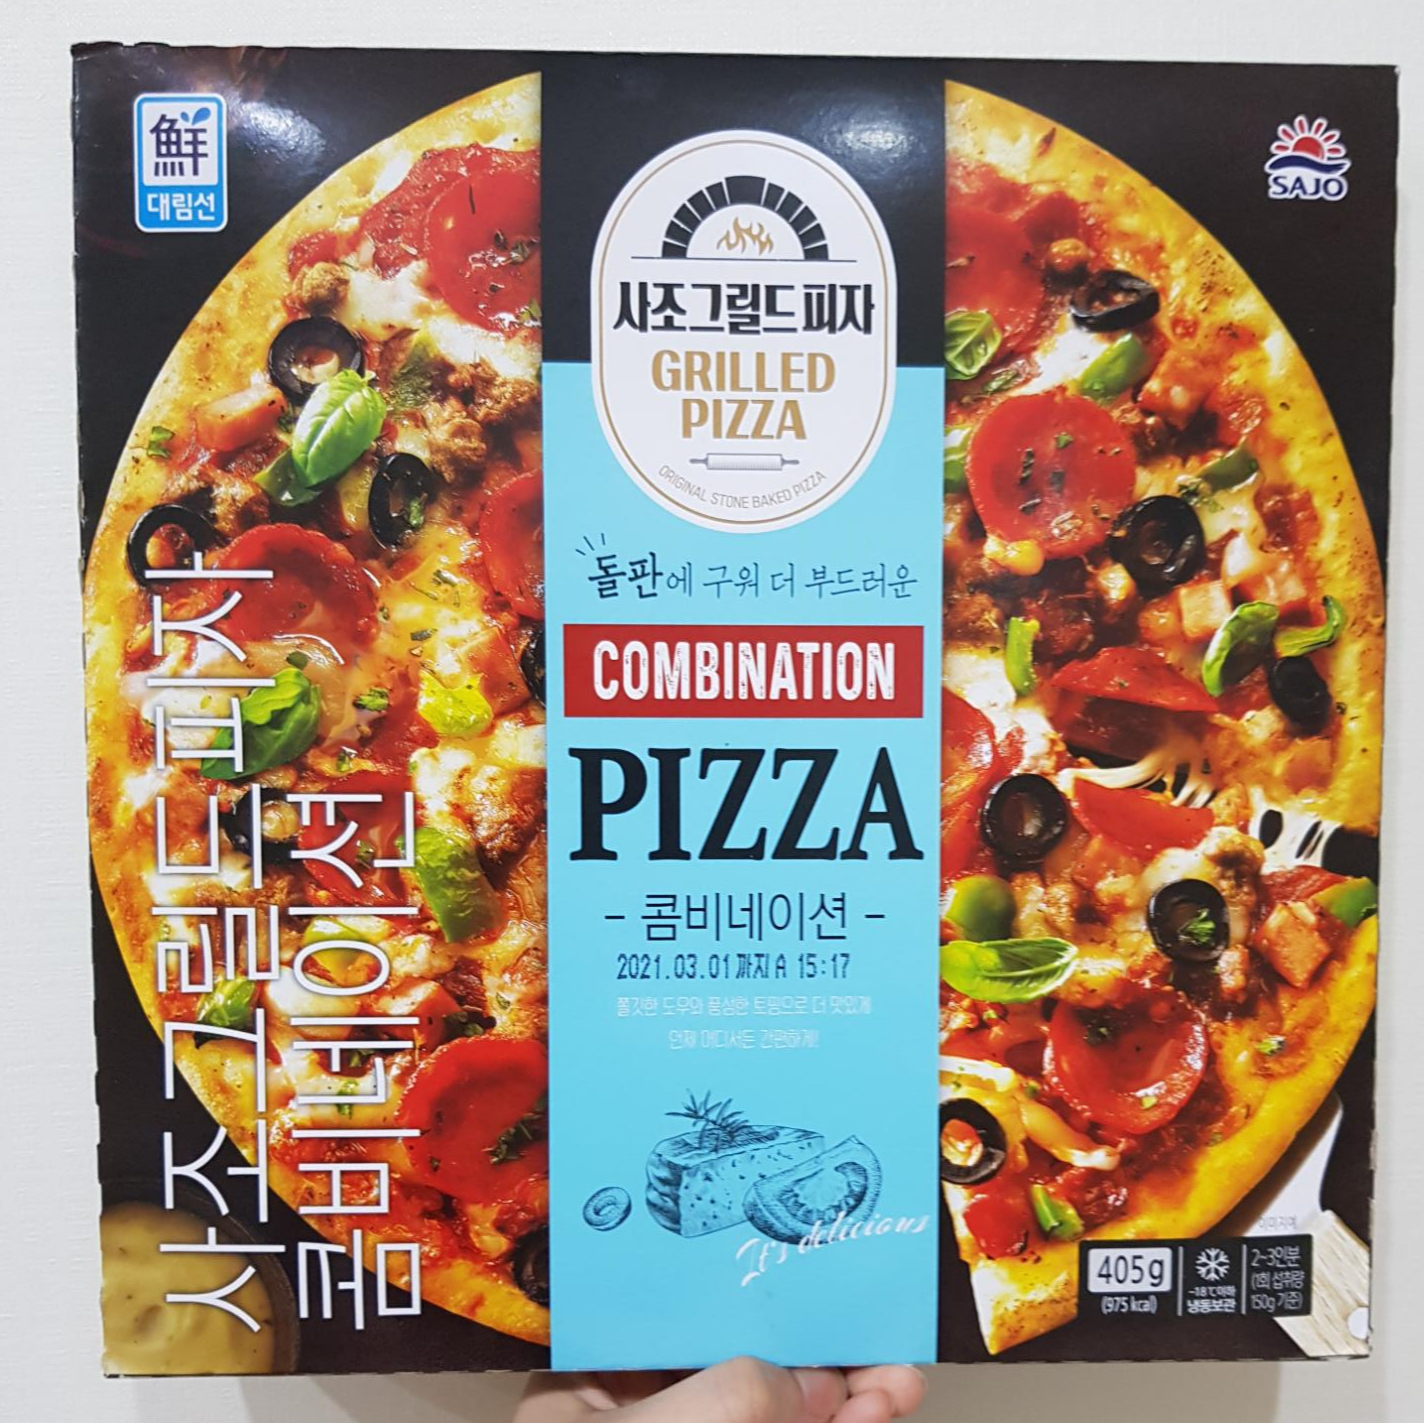 鮮
대림선
SAJO
사조그릴드피자
GRILLED
PIZZA
ORIGINAL STONE BAKED PIZZA
돌판에 구워 더 부드러운
COMBINATION
PIZZA
- 콤비네이션 -
2021.03.01까지 A 15:17
쫄깃한 도우와 풍성한 토핑으로 더 맛있게
언제 어디서든 간편하게!
It's delicious
사조그릴드피자
콤비네이션
이미지예
405g
(975 kcal)
-18℃이하
냉동보관
2~3인분
(1회 섭취량
150g 기준)